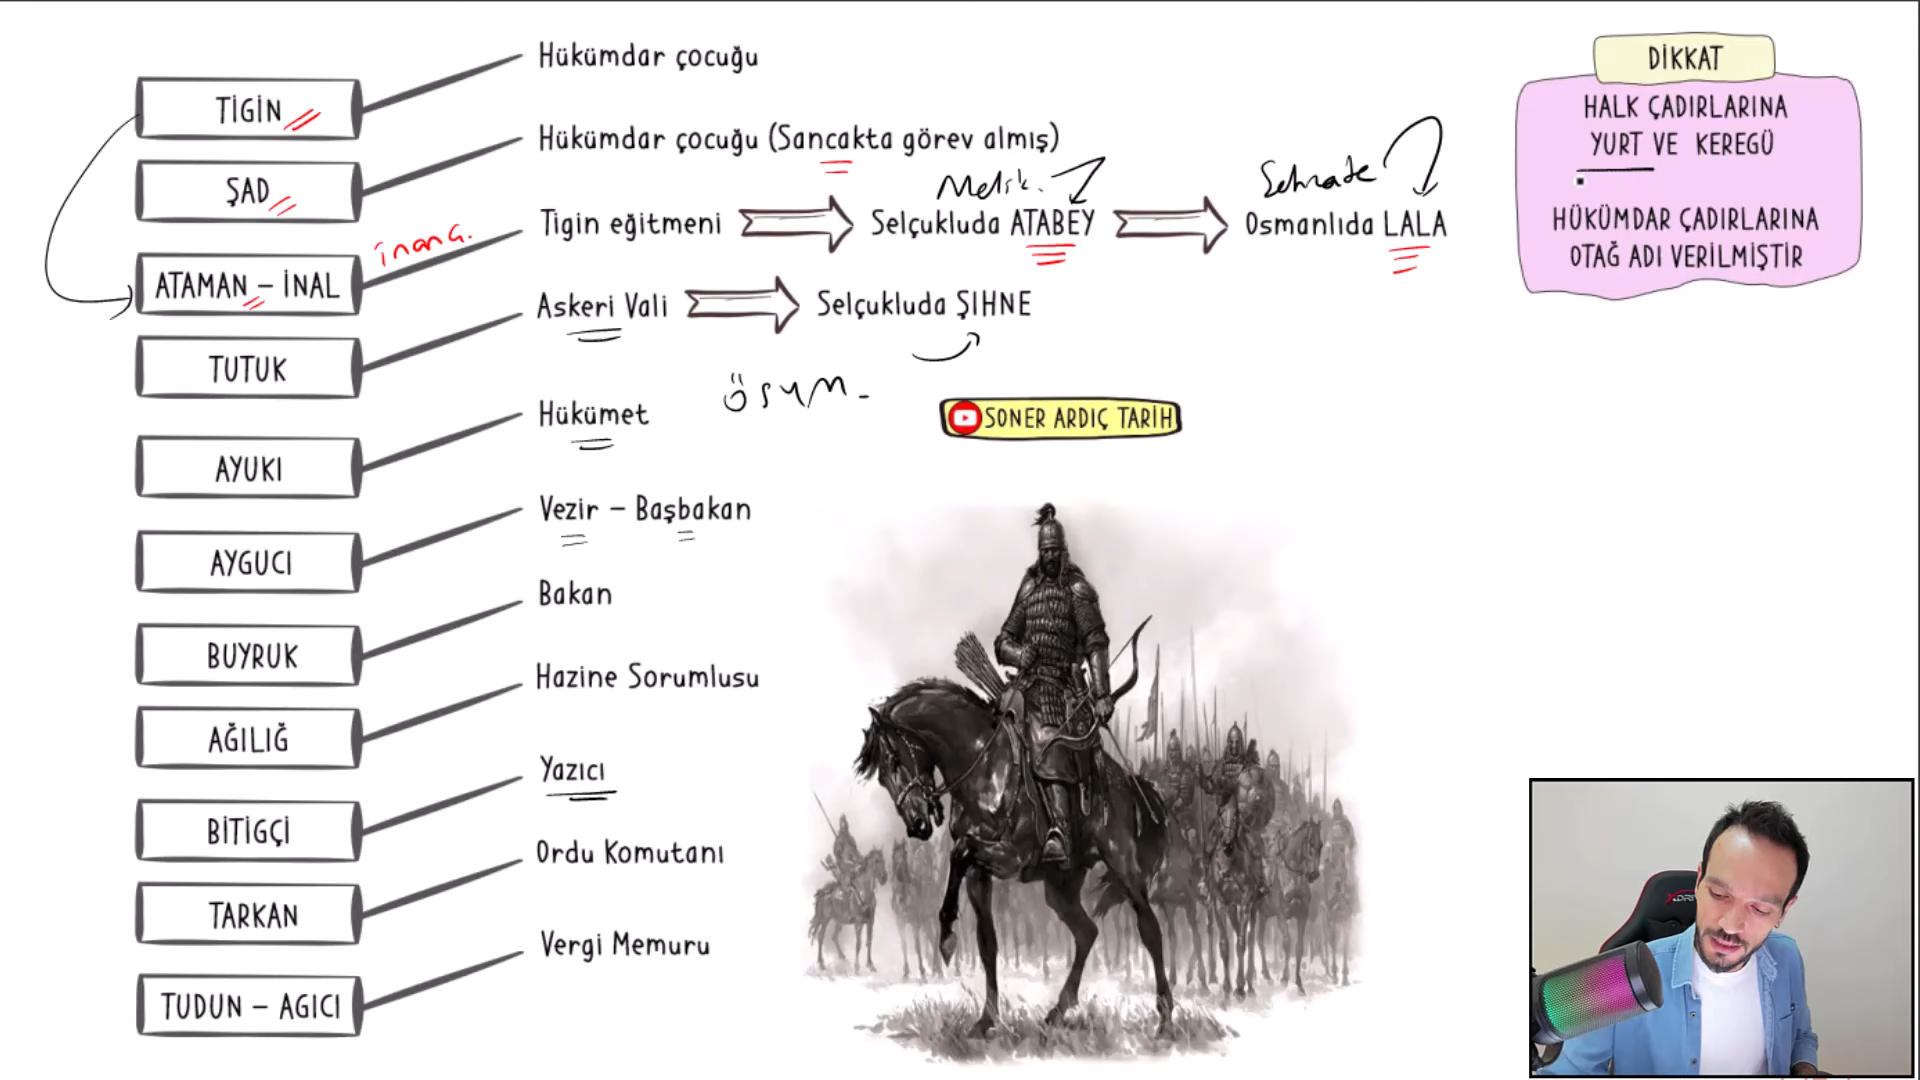 TİGİN
Hükümdar çocuğu
ŞAD
Hükümdar çocuğu (Sancakta görev almış)
ATAMAN – İNAL
inanç.
Tigin eğitmeni
Melik.
Selçukluda ATABEY
Şehzade
Osmanlıda LALA
TUTUK
Askeri Vali
Selçukluda ŞIHNE
AYUKI
Hükümet
AYGUCI
Vezir – Başbakan
BUYRUK
Bakan
AĞILIĞ
Hazine Sorumlusu
BİTİGÇİ
Yazıcı
TARKAN
Ordu Komutanı
TUDUN – AGICI
Vergi Memuru
SONER ARDIÇ TARİH
DİKKAT
HALK ÇADIRLARINA
YURT VE KEREGÜ
HÜKÜMDAR ÇADIRLARINA
OTAĞ ADI VERİLMİŞTİR